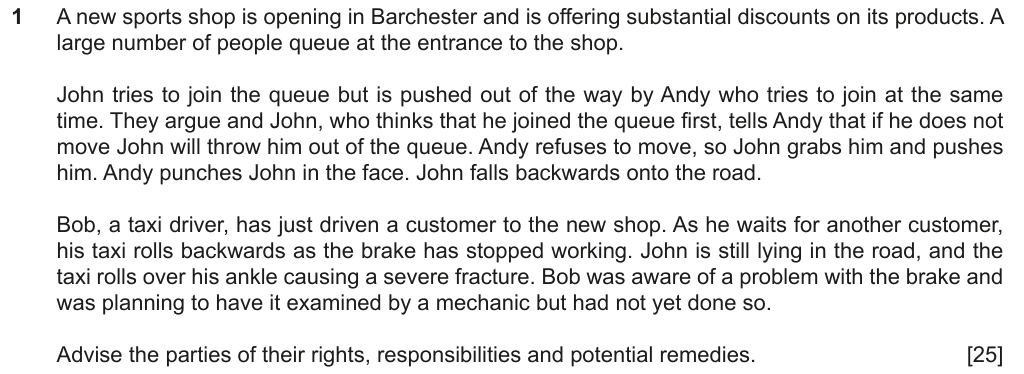 1 A new sports shop is opening in Barchester and is offering substantial discounts on its products. A
large number of people queue at the entrance to the shop.
John tries to join the queue but is pushed out of the way by Andy who tries to join at the same
time. They argue and John, who thinks that he joined the queue first, tells Andy that if he does not
move John will throw him out of the queue. Andy refuses to move, so John grabs him and pushes
him. Andy punches John in the face. John falls backwards onto the road.
Bob, a taxi driver, has just driven a customer to the new shop. As he waits for another customer,
his taxi rolls backwards as the brake has stopped working. John is still lying in the road, and the
taxi rolls over his ankle causing a severe fracture. Bob was aware of a problem with the brake and
was planning to have it examined by a mechanic but had not yet done so.
Advise the parties of their rights, responsibilities and potential remedies. [25]